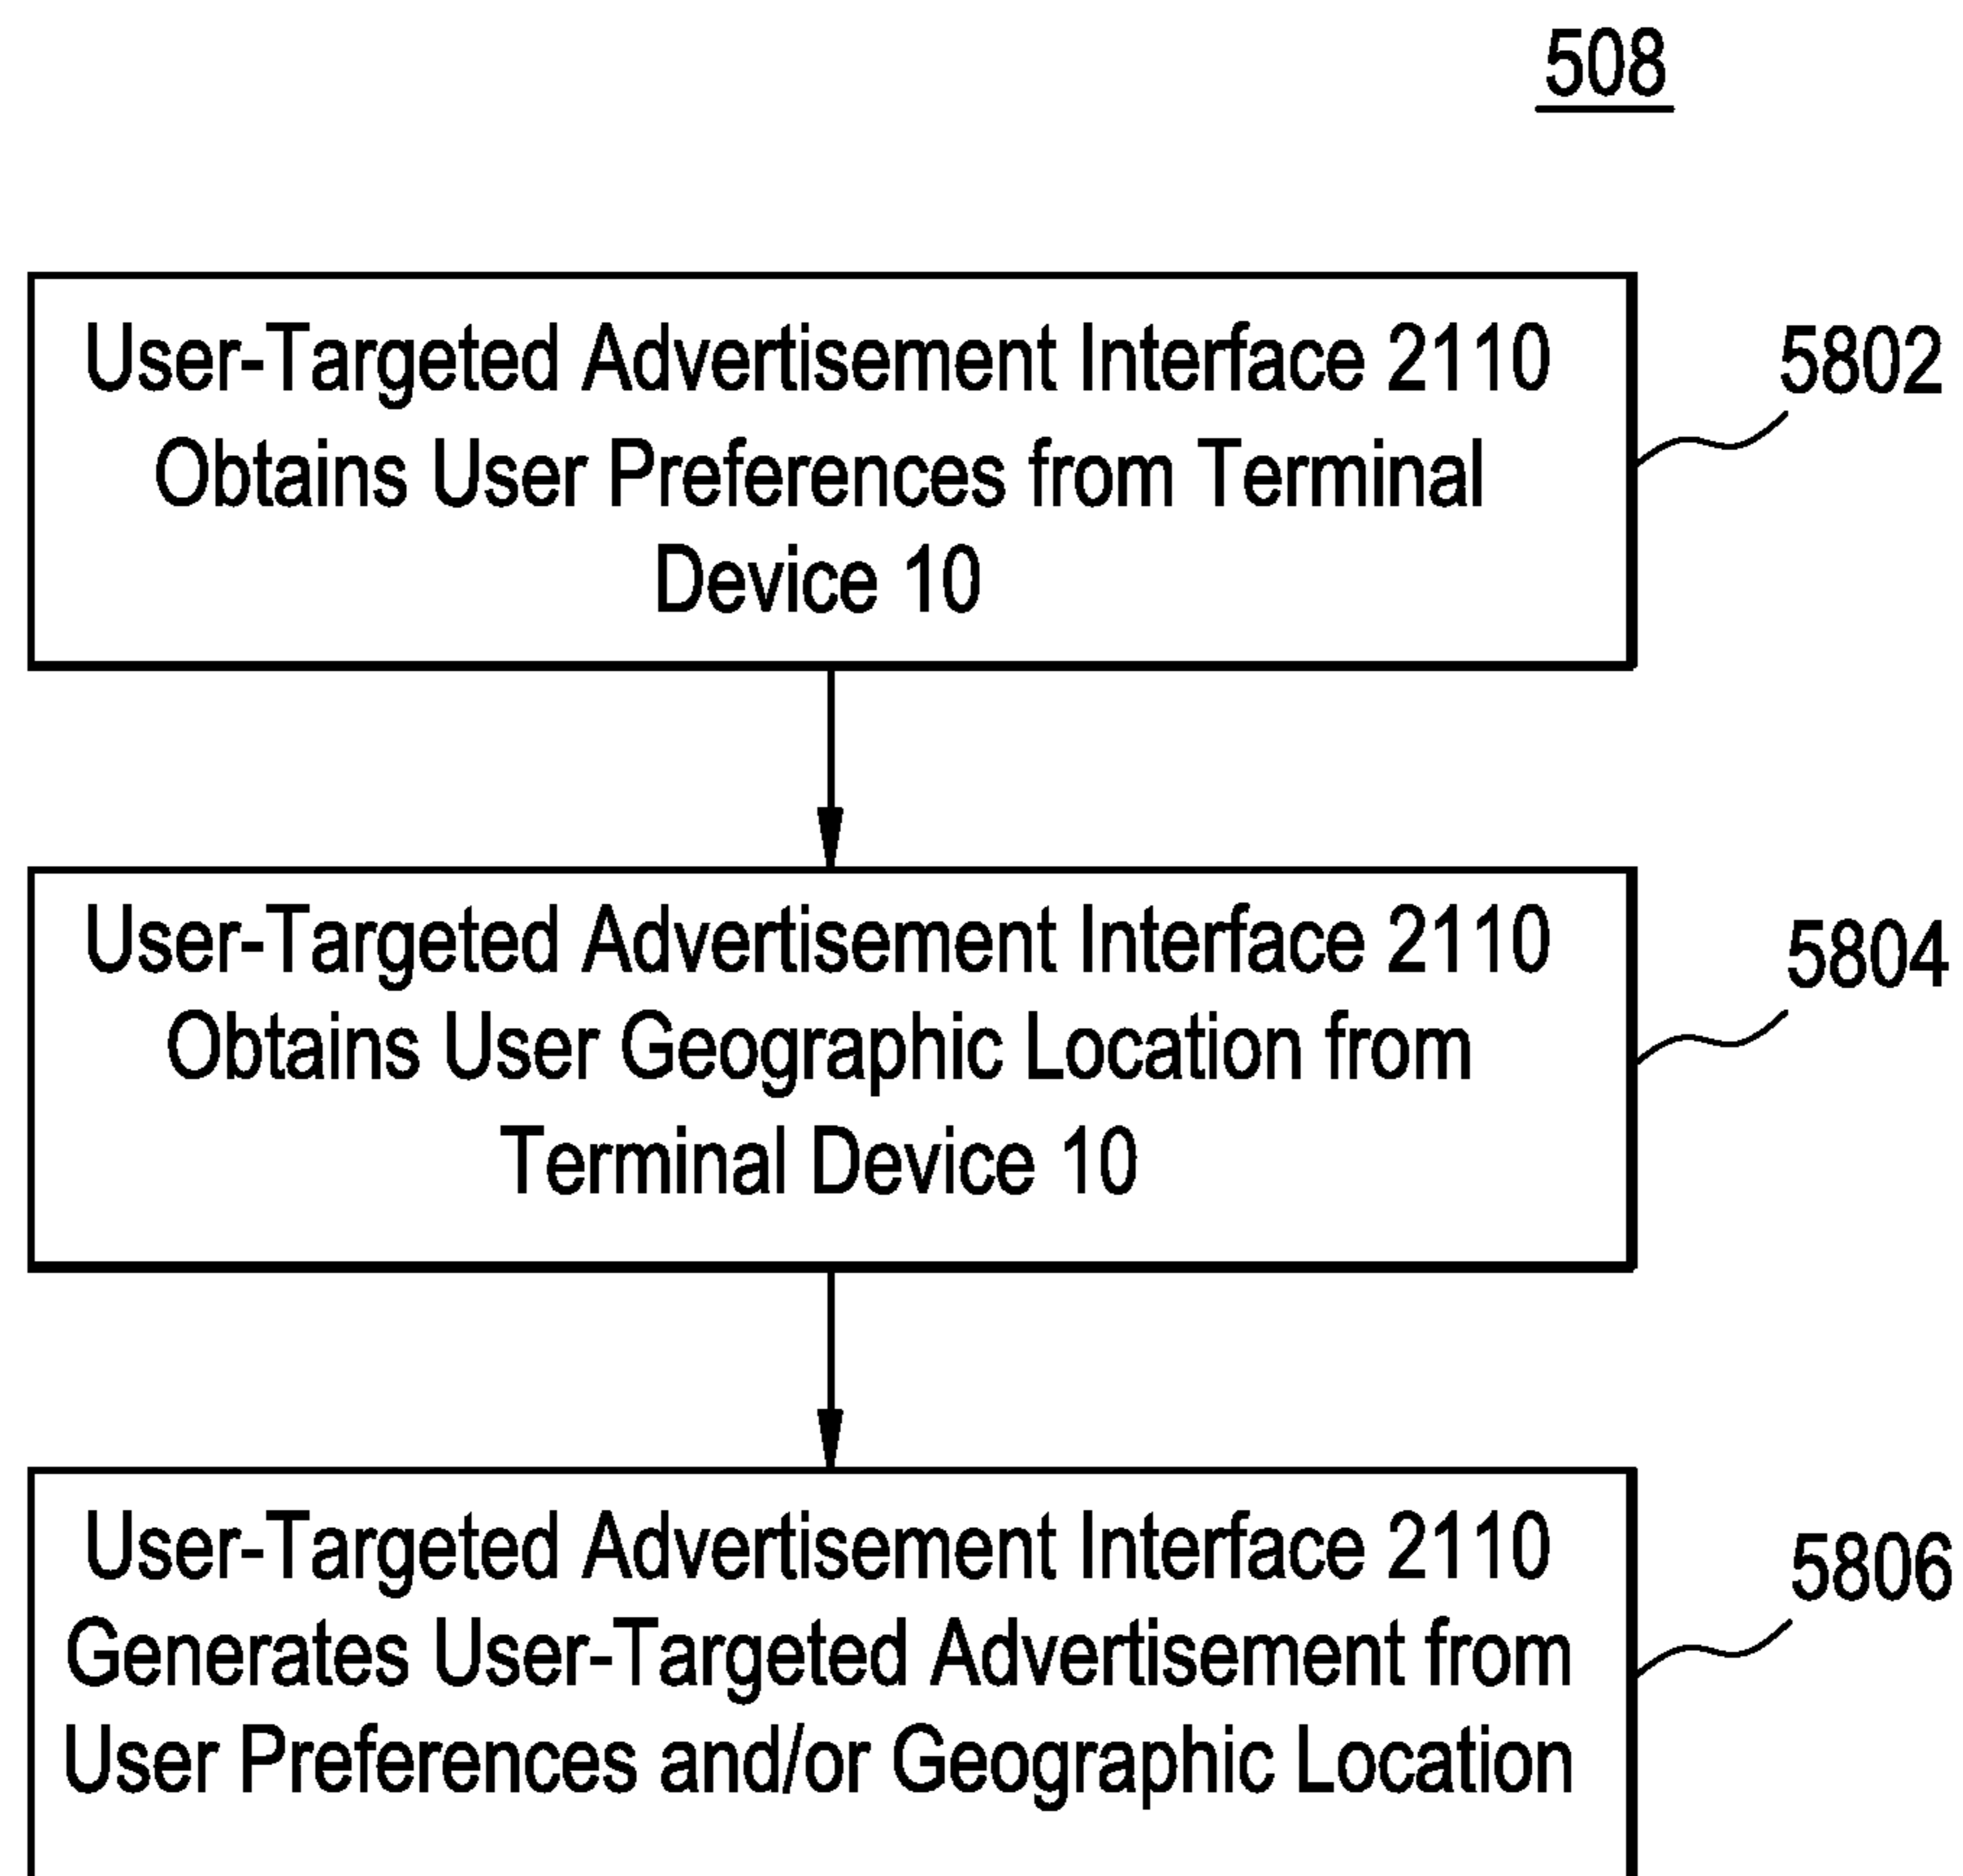 508
User-Targeted Advertisement Interface 2110
Obtains User Preferences from Terminal
Device 10
5802
User-Targeted Advertisement Interface 2110
Obtains User Geographic Location from
Terminal Device 10
5804
User-Targeted Advertisement Interface 2110
Generates User-Targeted Advertisement from
User Preferences and/or Geographic Location
5806